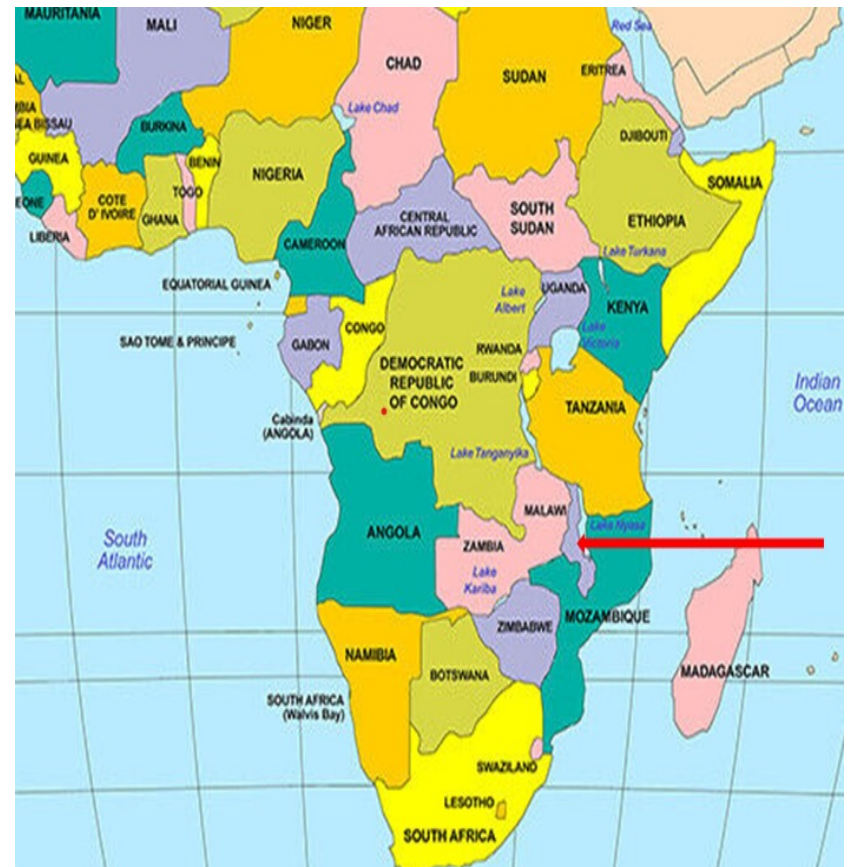 MAURITANIA
MALI
NIGER
CHAD
SUDAN
Red Sea
ERITREA
Lake Chad
DJIBOUTI
BURKINA
BISSAU
GUINEA
BENIN
NIGERIA
SOMALIA
TOGO
COTE
D' IVOIRE
GHANA
LIBERIA
CENTRAL
AFRICAN REPUBLIC
SOUTH
SUDAN
ETHIOPIA
CAMEROON
Lake Turkana
EQUATORIAL GUINEA
Lake
Albert
UGANDA
KENYA
SAO TOME & PRINCIPE
GABON
CONGO
Lake
Victoria
RWANDA
BURUNDI
DEMOCRATIC
REPUBLIC
OF CONGO
TANZANIA
Indian
Ocean
Cabinda
(ANGOLA)
Lake Tanganyika
MALAWI
Lake Nyasa
ANGOLA
ZAMBIA
South
Atlantic
Lake
Kariba
MOZAMBIQUE
ZIMBABWE
NAMIBIA
BOTSWANA
MADAGASCAR
SOUTH AFRICA
(Walvis Bay)
SWAZILAND
LESOTHO
SOUTH AFRICA